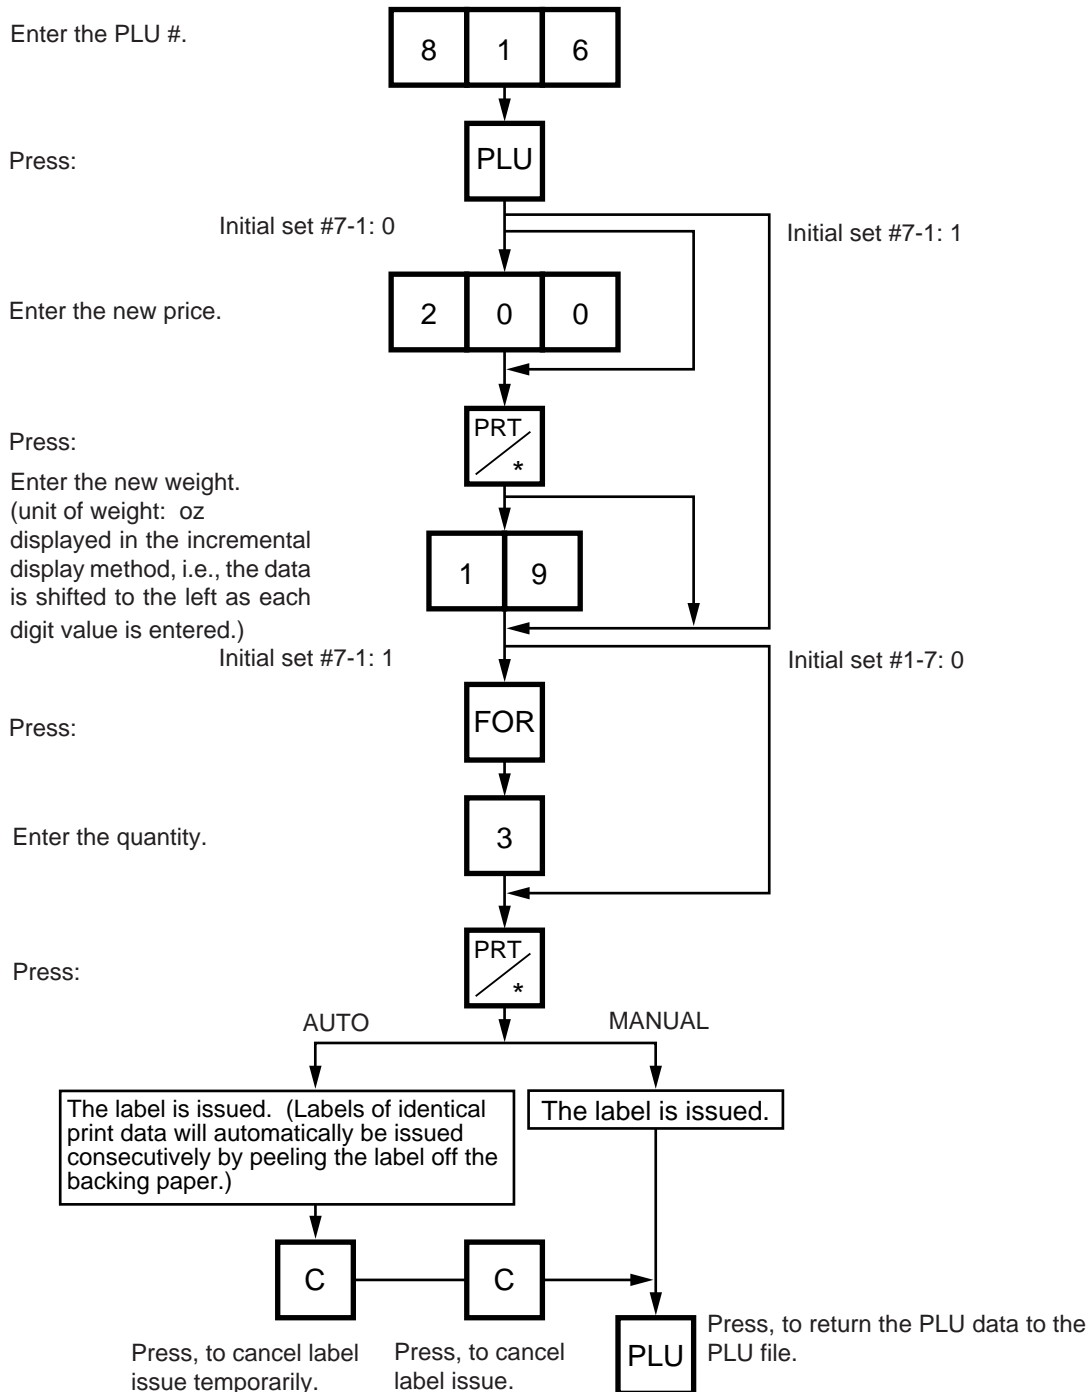 Enter the PLU #.
8 1 6
Press:
PLU
Initial set #7-1: 0
Initial set #7-1: 1
Enter the new price.
2 0 0
Press:
PRT
*
Enter the new weight.
(unit of weight: oz
displayed in the incremental
display method, i.e., the data
is shifted to the left as each
digit value is entered.)
1 9
Initial set #7-1: 1
Initial set #1-7: 0
Press:
FOR
Enter the quantity.
3
Press:
PRT
*
AUTO
MANUAL
The label is issued. (Labels of identical
print data will automatically be issued
consecutively by peeling the label off the
backing paper.)
The label is issued.
C
C
Press, to cancel label
issue temporarily.
Press, to cancel
label issue.
PLU
Press, to return the PLU data to the
PLU file.